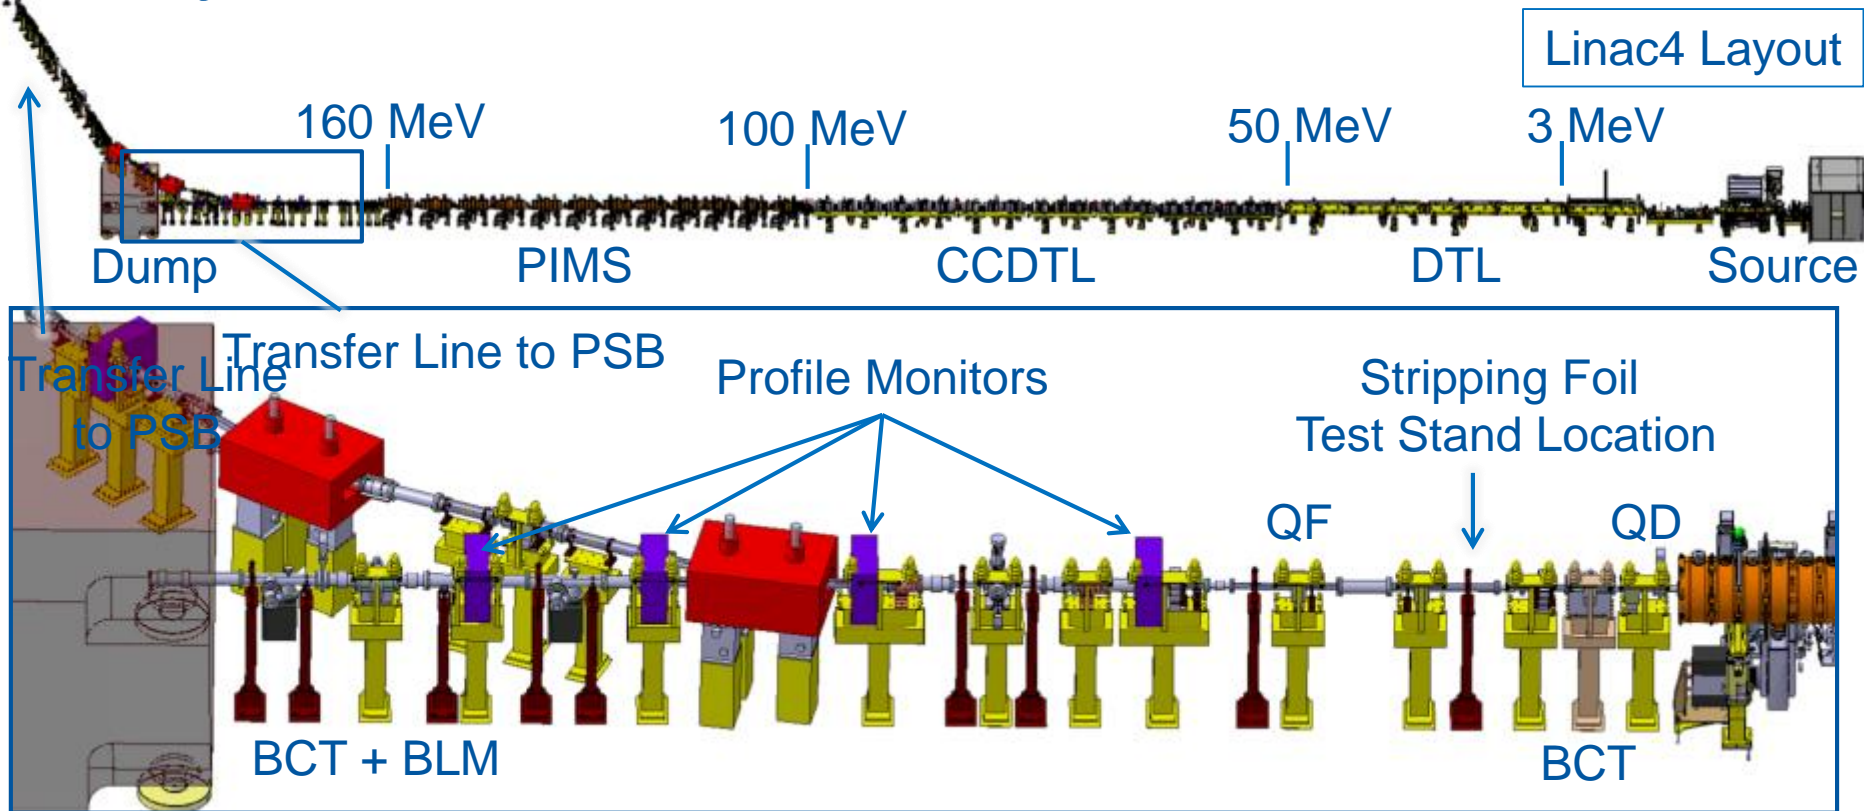 Linac4 Layout
160 MeV
100 MeV
50 MeV
3 MeV
Dump
PIMS
CCDTL
DTL
Source
Transfer Line to PSB
Transfer Line
to PSB
Profile Monitors
Stripping Foil
Test Stand Location
QF
QD
BCT + BLM
BCT